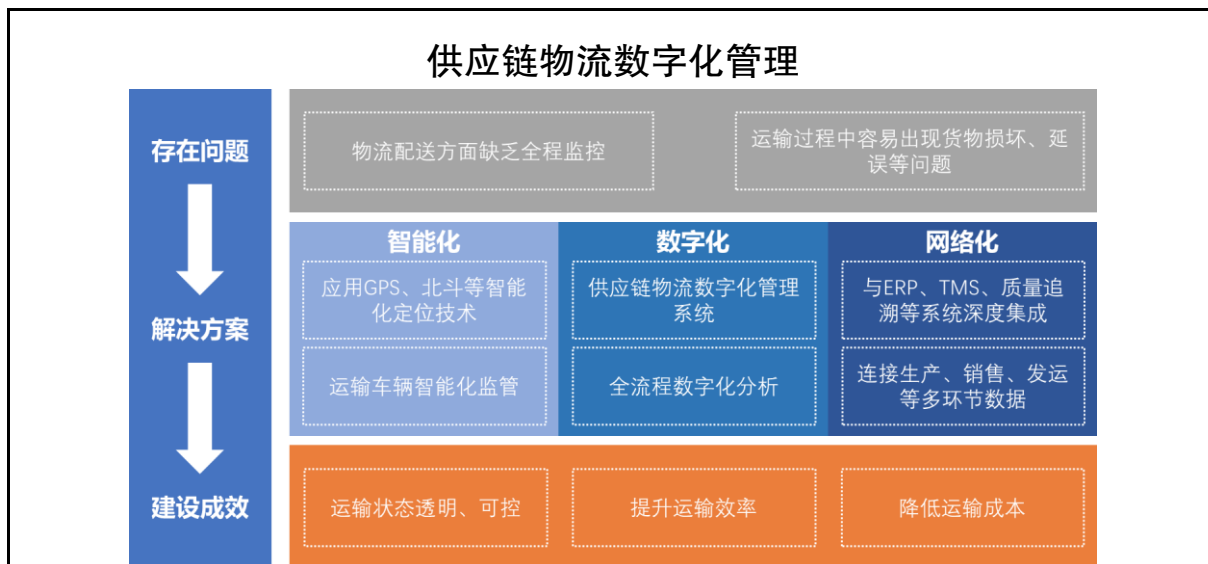 供应链物流数字化管理
存在问题
物流配送方面缺乏全程监控
运输过程中容易出现货物损坏、延
误等问题
解决方案
智能化
应用GPS、北斗等智能
化定位技术
运输车辆智能化监管
数字化
供应链物流数字化管理
系统
全流程数字化分析
网络化
与ERP、TMS、质量追
溯等系统深度集成
连接生产、销售、发运
等多环节数据
建设成效
运输状态透明、可控
提升运输效率
降低运输成本